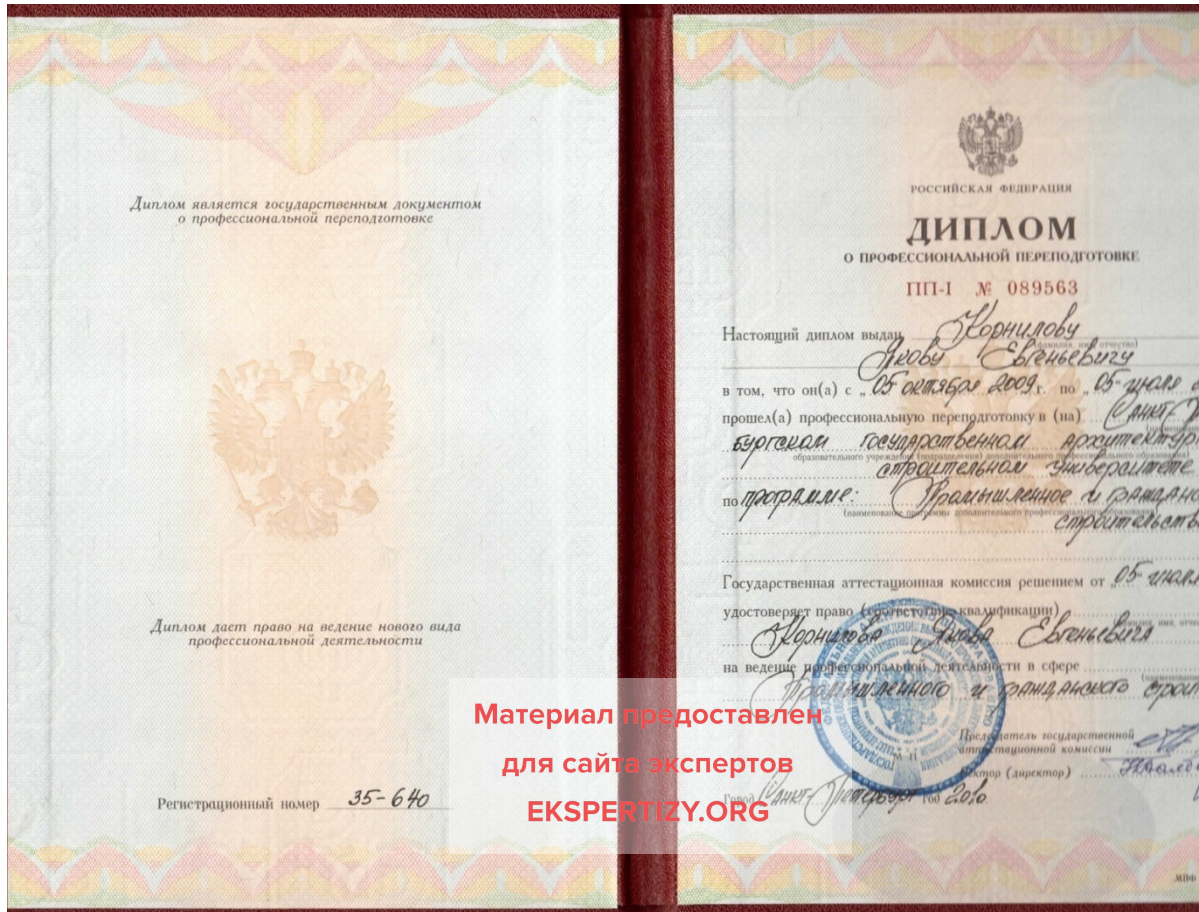 Диплом является государственным документом
о профессиональной переподготовке
Диплом дает право на ведение нового вида
профессиональной деятельности
Регистрационный номер 35-640
РОССИЙСКАЯ ФЕДЕРАЦИЯ
ДИПЛОМ
О ПРОФЕССИОНАЛЬНОЙ ПЕРЕПОДГОТОВКЕ
ПП-I № 089563
Настоящий диплом выдан Корнилову
(фамилия, имя, отчество)
Якову Евгеньевичу
в том, что он(а) с „ 05 октября 2009 г. по „ 05 июля
прошел(а) профессиональную переподготовку в (на) Санкт-
бургском государственном архитектур
образовательного учреждения (подразделения) дополнительного профессионального образования)
строительном университете
по программе: Промышленное и граждан
(наименование программы дополнительного профессионального образования)
строительство
Государственная аттестационная комиссия решением от „ 05 июля
удостоверяет право (соответствие квалификации)
Корнилова Якова Евгеньевича
на ведение профессиональной деятельности в сфере
Промышленного и гражданского строи
Председатель государственной
аттестационной комиссии
Ректор (директор)
М П
Город Санкт-Петербург год 2010
Материал предоставлен
для сайта экспертов
EKSPERTIZY.ORG